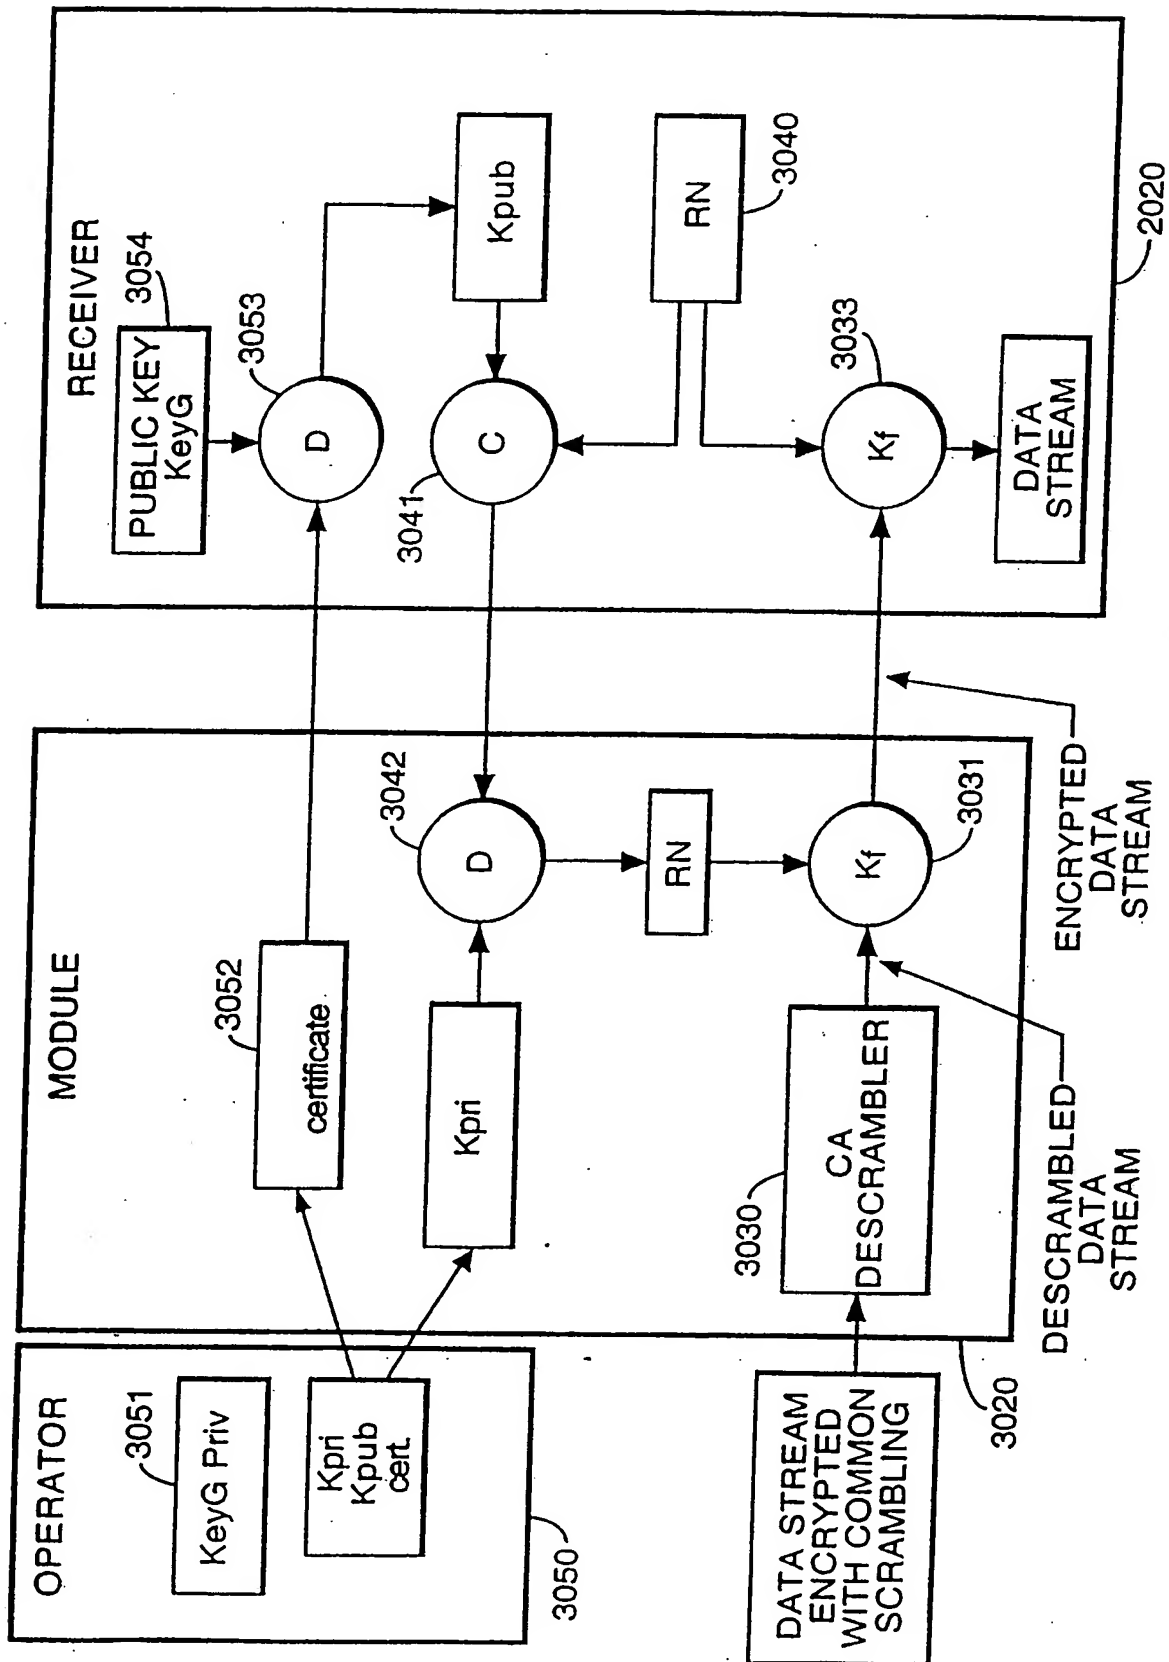 OPERATOR
3051
KeyG Priv
Kpri
Kpub
cert.
3050
DATA STREAM
ENCRYPTED
WITH COMMON
SCRAMBLING
MODULE
3052
certificate
Kpri
3042
D
RN
3030
CA
DESCRAMBLER
Kf
3031
3020
DESCRAMBLED
DATA
STREAM
ENCRYPTED
DATA
STREAM
RECEIVER
3054
PUBLIC KEY
KeyG
3053
D
Kpub
3041
C
RN
3040
3033
Kf
DATA
STREAM
2020